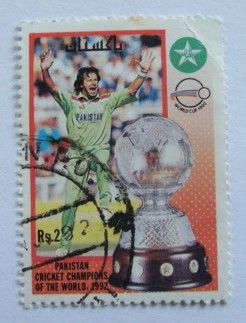 پاکستان
WORLD CUP 1992
PAKISTAN
Rs.2
PAKISTAN
CRICKET CHAMPIONS
OF THE WORLD. 1992